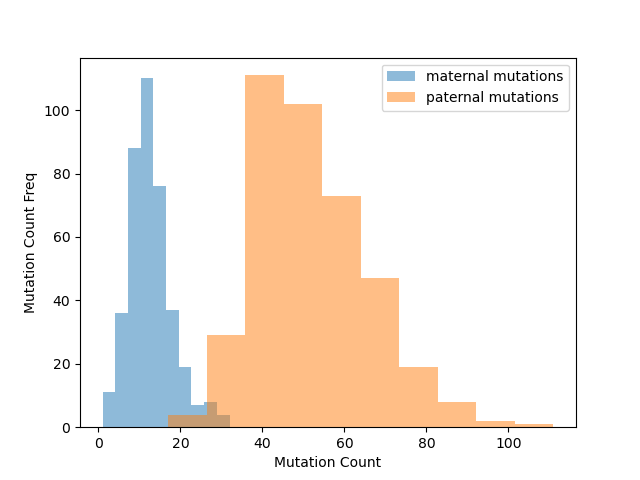 maternal mutations
paternal mutations
Mutation Count Freq
100
80
60
40
20
0
0 20 40 60 80 100
Mutation Count